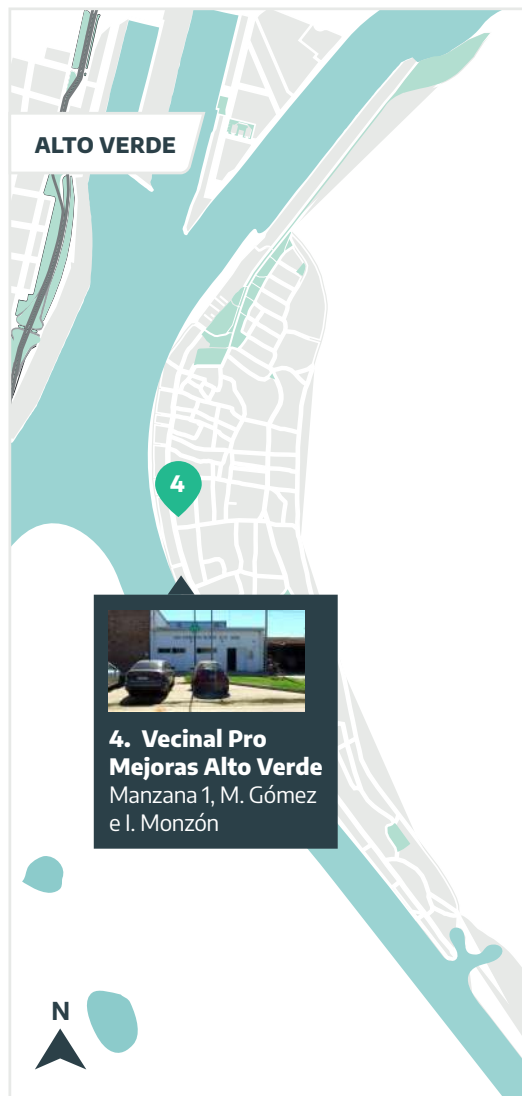 ALTO VERDE
4
4. Vecinal Pro
Mejoras Alto Verde
Manzana 1, M. Gómez
e I. Monzón
N